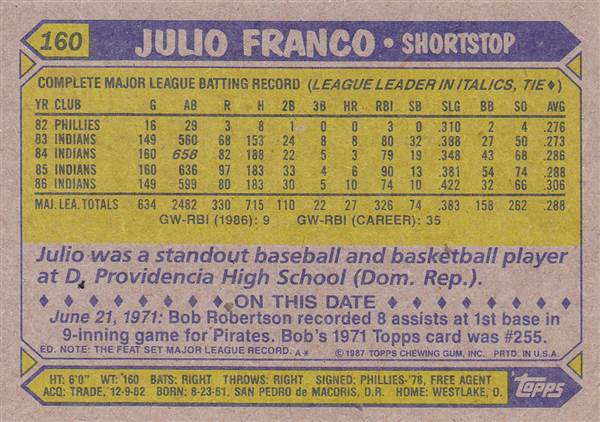 160 JULIO FRANCO • SHORTSTOP
COMPLETE MAJOR LEAGUE BATTING RECORD (LEAGUE LEADER IN ITALICS, TIE♦)
YR CLUB G AB R H 2B 3B HR RBI SB SLG BB SO AVG
82 PHILLIES 16 29 3 8 1 0 0 3 0 .310 2 4 .276
83 INDIANS 149 560 68 153 24 8 8 80 32 .388 27 50 .273
84 INDIANS 160 658 82 188 22 5 3 79 19 .348 43 68 .286
85 INDIANS 160 636 97 183 33 4 6 90 13 .381 54 74 .288
86 INDIANS 149 599 80 183 30 5 10 74 10 .422 32 66 .306
MAJ. LEA. TOTALS 634 2482 330 715 110 22 27 326 74 .383 158 262 .288
GW-RBI (1986): 9 GW-RBI (CAREER): 35
Julio was a standout baseball and basketball player
at D. Providencia High School (Dom. Rep.).
♦ ♦ ♦ ♦ ♦ ♦ ON THIS DATE ♦ ♦ ♦ ♦ ♦ ♦
June 21, 1971: Bob Robertson recorded 8 assists at 1st base in
9-inning game for Pirates. Bob's 1971 Topps card was #255.
ED. NOTE: THE FEAT SET MAJOR LEAGUE RECORD. A* ©1987 TOPPS CHEWING GUM, INC. PRTD. IN U.S.A.
HT: 6'0" WT: 160 BATS: RIGHT THROWS: RIGHT SIGNED: PHILLIES-'78, FREE AGENT
ACQ: TRADE, 12-9-82 BORN: 8-23-61, SAN PEDRO de MACORIS, D.R. HOME: WESTLAKE, O.
TOPPS